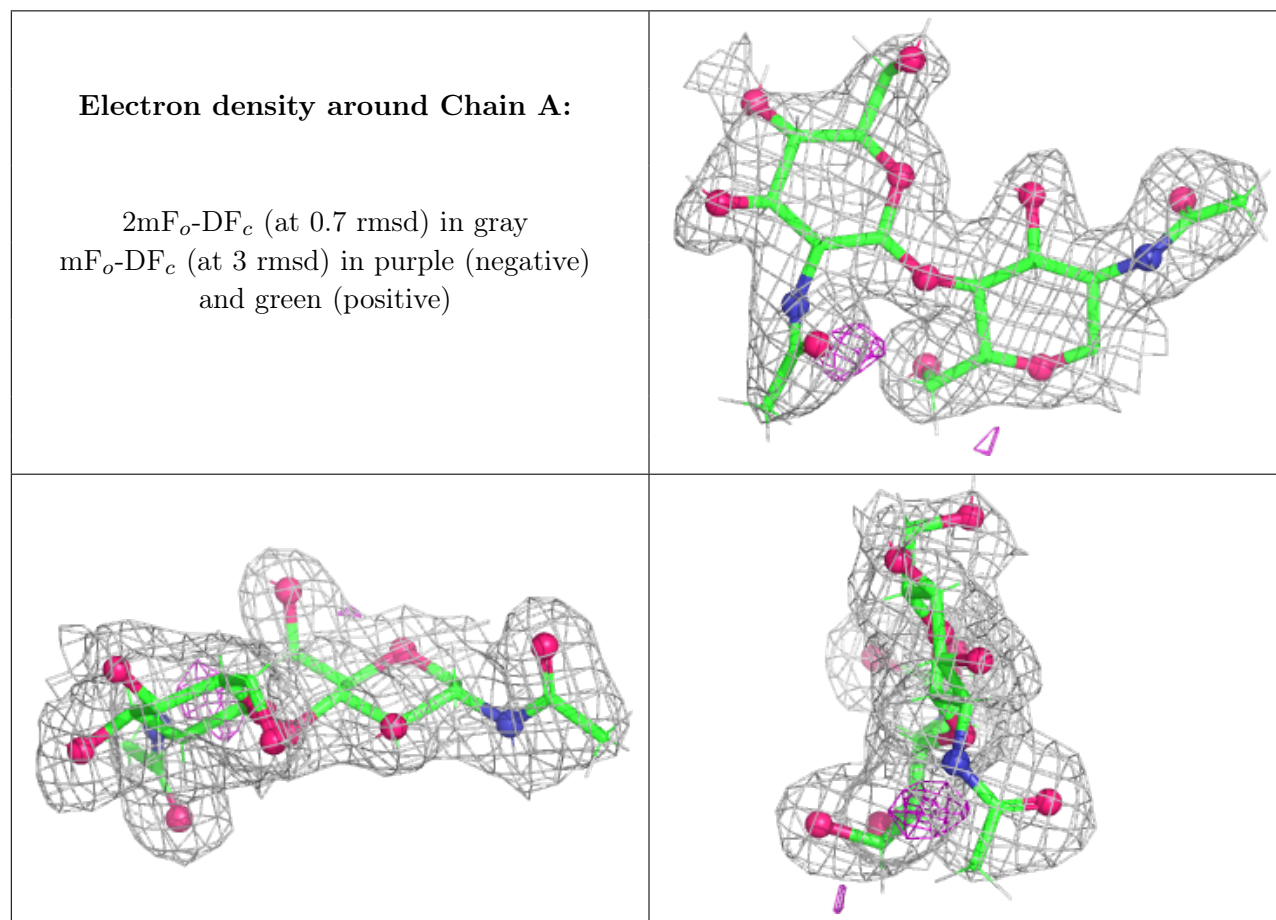 Electron density around Chain A:
2mFₒ-DF𝒸 (at 0.7 rmsd) in gray
mFₒ-DF𝒸 (at 3 rmsd) in purple (negative)
and green (positive)